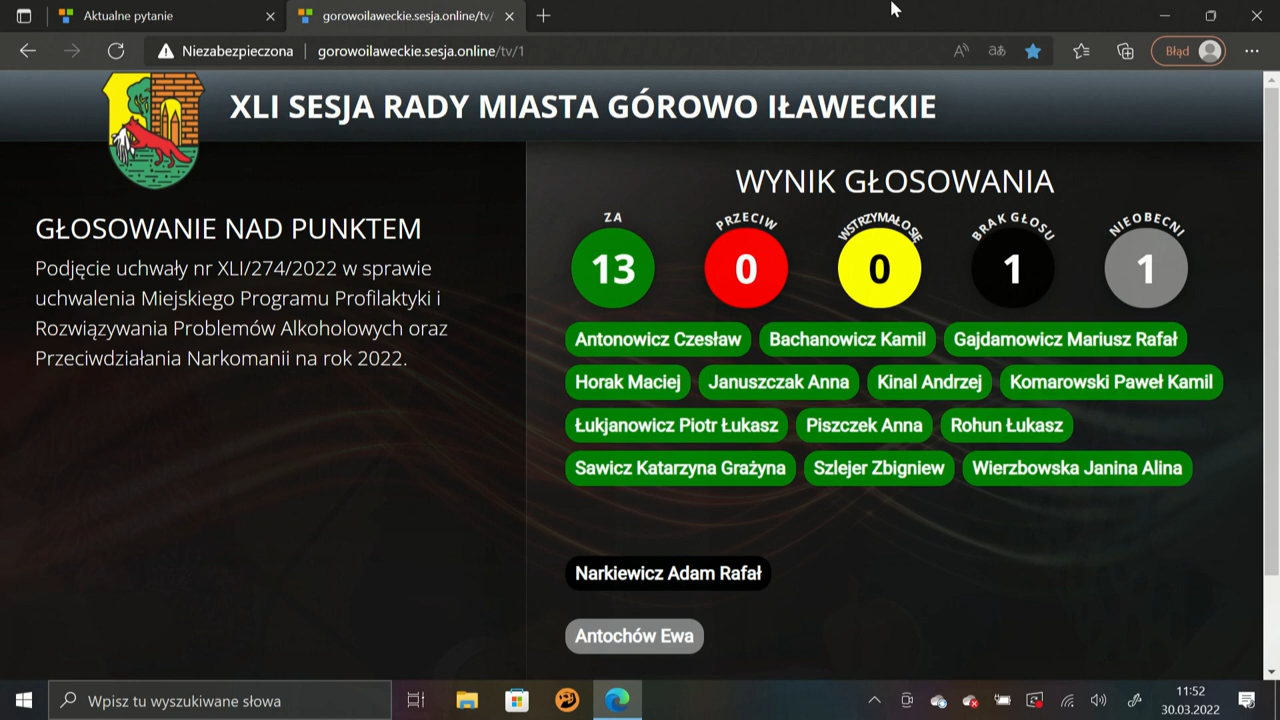 Aktualne pytanie
gorowoilaweckie.sesja.online/tv/
Niezabezpieczona
gorowoilaweckie.sesja.online/tv/1
Błąd
XLI SESJA RADY MIASTA GÓROWO IŁAWECKIE
GŁOSOWANIE NAD PUNKTEM
Podjęcie uchwały nr XLI/274/2022 w sprawie
uchwalenia Miejskiego Programu Profilaktyki i
Rozwiązywania Problemów Alkoholowych oraz
Przeciwdziałania Narkomanii na rok 2022.
WYNIK GŁOSOWANIA
ZA PRZECIW WSTRZYMAŁO SIĘ BRAK GŁOSU NIEOBECNI
13 0 0 1 1
Antonowicz Czesław Bachanowicz Kamil Gajdamowicz Mariusz Rafał
Horak Maciej Januszczak Anna Kinal Andrzej Komarowski Paweł Kamil
Łukjanowicz Piotr Łukasz Piszczek Anna Rohun Łukasz
Sawicz Katarzyna Grażyna Szlejer Zbigniew Wierzbowska Janina Alina
Narkiewicz Adam Rafał
Antochów Ewa
Wpisz tu wyszukiwane słowa
11:52
30.03.2022